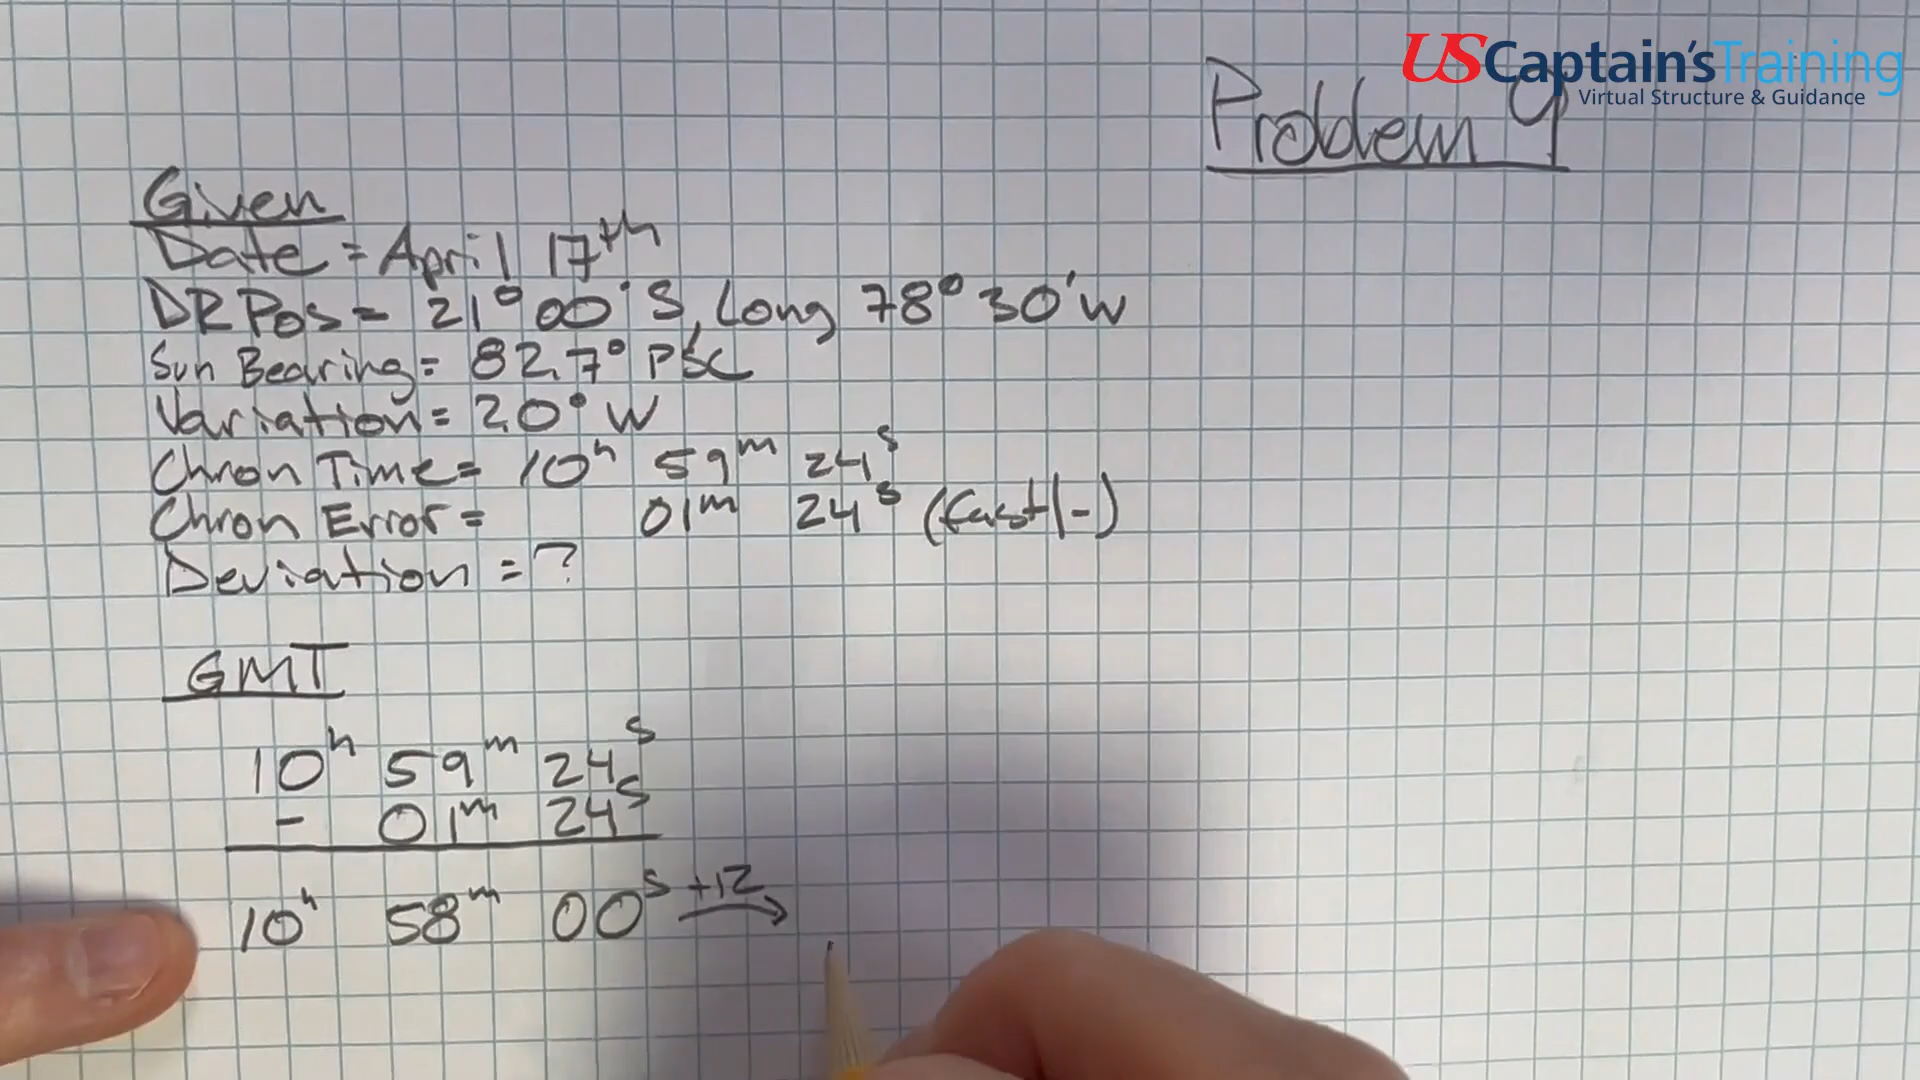 USCaptain'sTraining
Virtual Structure & Guidance
Problem 9
Given
Date = April 17th
DR Pos = 21° 00' S, Long 78° 30' W
Sun Bearing = 82.7° PSC
Variation = 2.0° W
Chron Time = 10h 59m 24s
Chron Error = 01m 24s (fast/-)
Deviation = ?
GMT
10h 59m 24s
- 01m 24s
10h 58m 00s +12 →